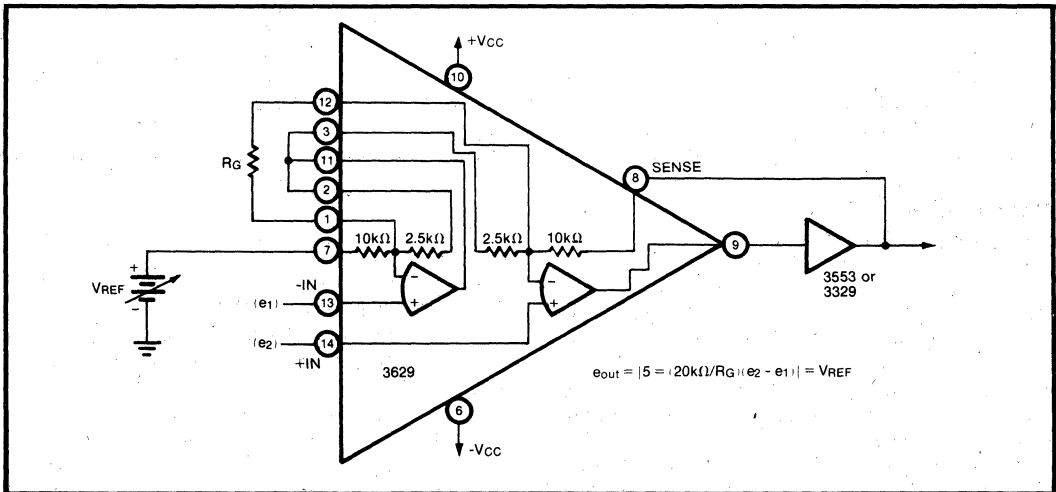 +VCC
10
12
3
11
2
1
7
RG
8
SENSE
10kΩ
2.5kΩ
2.5kΩ
10kΩ
9
3553 or
3329
+
VREF
-
-
+
-
+
-IN
(e1)
13
(e2)
14
+IN
3629
eout = |5 = (20kΩ/RG)(e2 - e1)| = VREF
6
-VCC